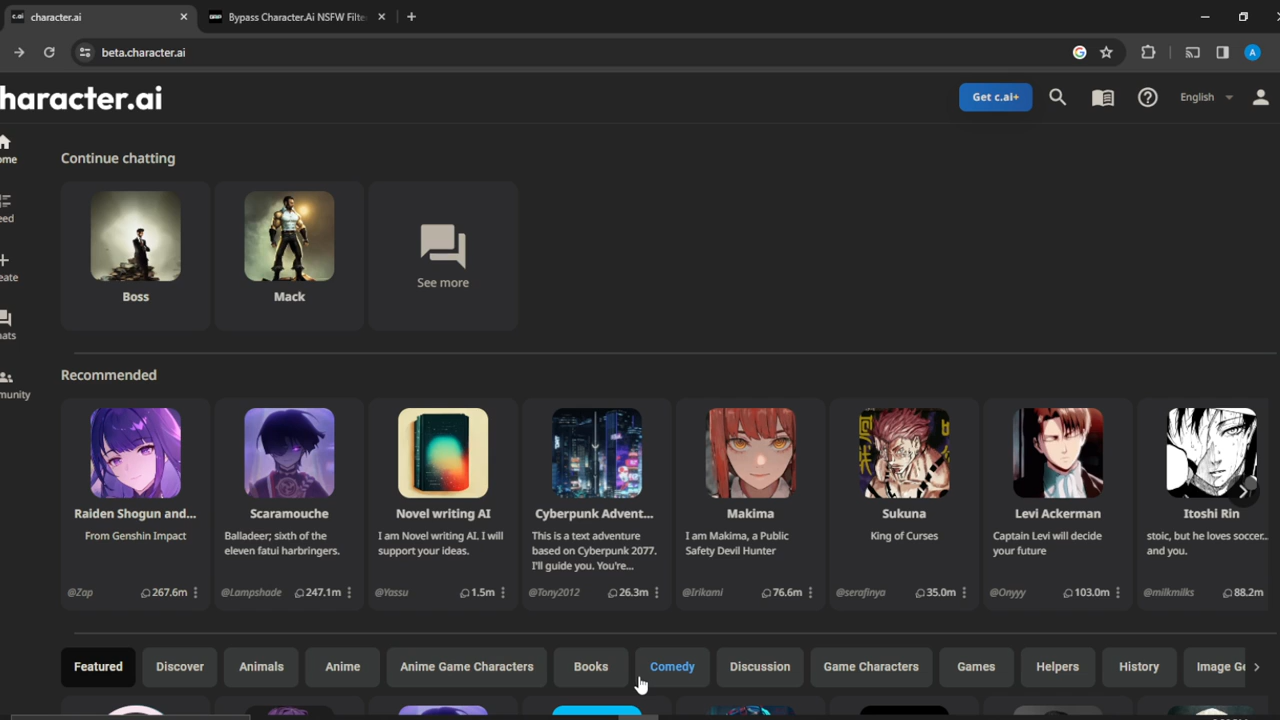 c.ai character.ai
Bypass Character.Ai NSFW Filte
beta.character.ai
A
haracter.ai
Get c.ai+
English
ome
eed
eate
ats
munity
Continue chatting
Boss
Mack
See more
Recommended
Raiden Shogun and...
From Genshin Impact
@Zap 267.6m
Scaramouche
Balladeer; sixth of the
eleven fatui harbringers.
@Lampshade 247.1m
Novel writing AI
I am Novel writing AI. I will
support your ideas.
@Yassu 1.5m
Cyberpunk Advent...
This is a text adventure
based on Cyberpunk 2077.
I'll guide you. You're...
@Tony2012 26.3m
Makima
I am Makima, a Public
Safety Devil Hunter
@Irikami 76.6m
Sukuna
King of Curses
@serafinya 35.0m
Levi Ackerman
Captain Levi will decide
your future
@Onyyy 103.0m
Itoshi Rin
stoic, but he loves soccer..
and you.
@milkmilks 88.2m
Featured
Discover
Animals
Anime
Anime Game Characters
Books
Comedy
Discussion
Game Characters
Games
Helpers
History
Image Ge